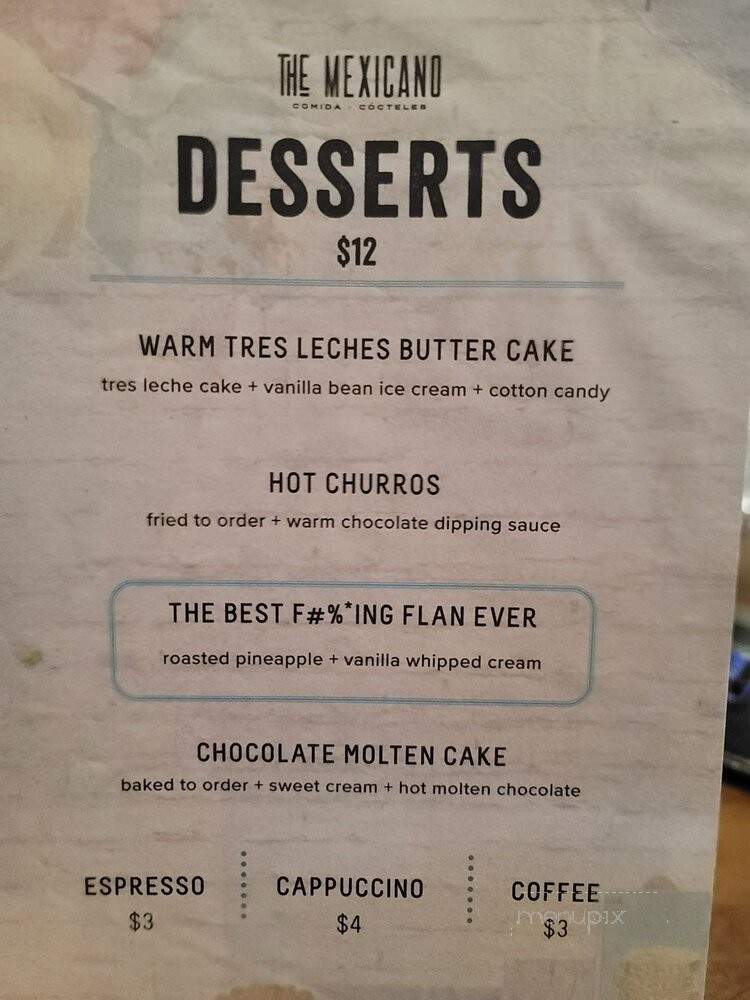 THE MEXICANO
COMIDA · CÓCTELES
DESSERTS
$12
WARM TRES LECHES BUTTER CAKE
tres leche cake + vanilla bean ice cream + cotton candy
HOT CHURROS
fried to order + warm chocolate dipping sauce
THE BEST F#%*ING FLAN EVER
roasted pineapple + vanilla whipped cream
CHOCOLATE MOLTEN CAKE
baked to order + sweet cream + hot molten chocolate
ESPRESSO CAPPUCCINO COFFEE
$3 $4 $3
menupix